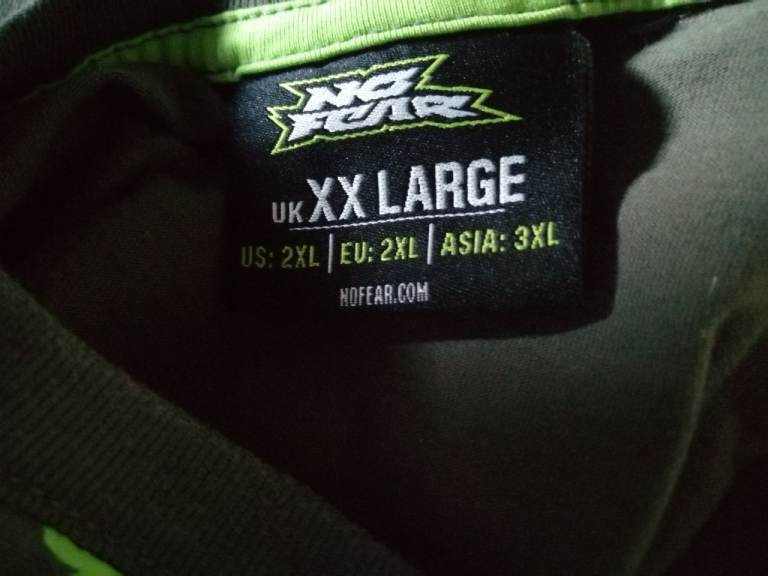 NO
FEAR
UK XX LARGE
US: 2XL | EU: 2XL | ASIA: 3XL
NOFEAR.COM